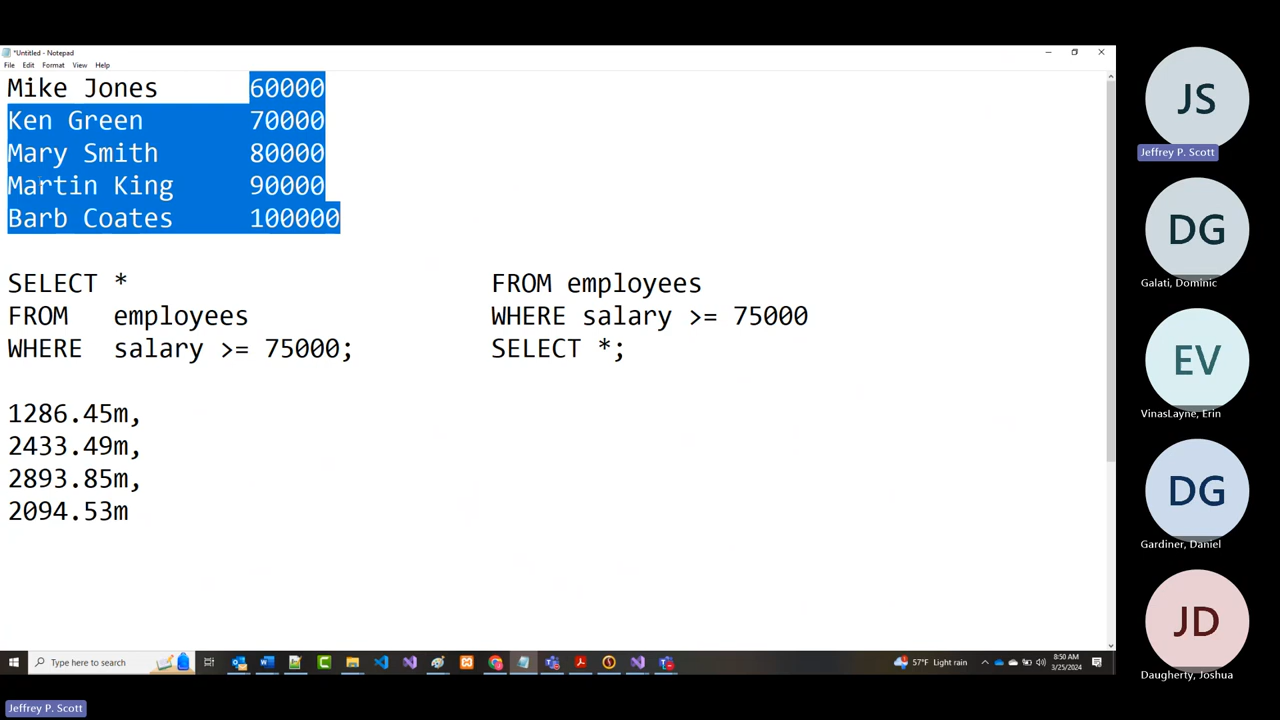 *Untitled - Notepad
File Edit Format View Help
Mike Jones 60000
Ken Green 70000
Mary Smith 80000
Martin King 90000
Barb Coates 100000
SELECT *
FROM employees
WHERE salary >= 75000;
FROM employees
WHERE salary >= 75000
SELECT *;
1286.45m,
2433.49m,
2893.85m,
2094.53m
Type here to search
57°F Light rain
8:50 AM
3/25/2024
JS
Jeffrey P. Scott
DG
Galati, Dominic
EV
VinasLayne, Erin
DG
Gardiner, Daniel
JD
Daugherty, Joshua
Jeffrey P. Scott